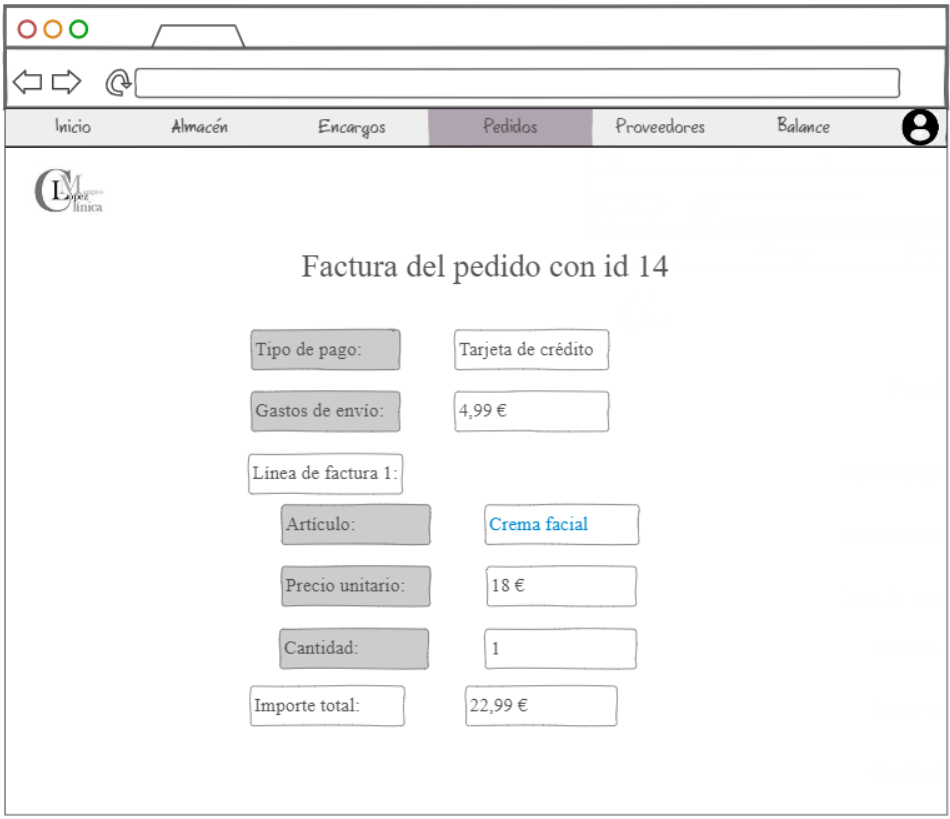 Inicio Almacén Encargos Pedidos Proveedores Balance
CLM
López
línica
Factura del pedido con id 14
Tipo de pago: Tarjeta de crédito
Gastos de envío: 4,99 €
Línea de factura 1:
Artículo: Crema facial
Precio unitario: 18 €
Cantidad: 1
Importe total: 22,99 €